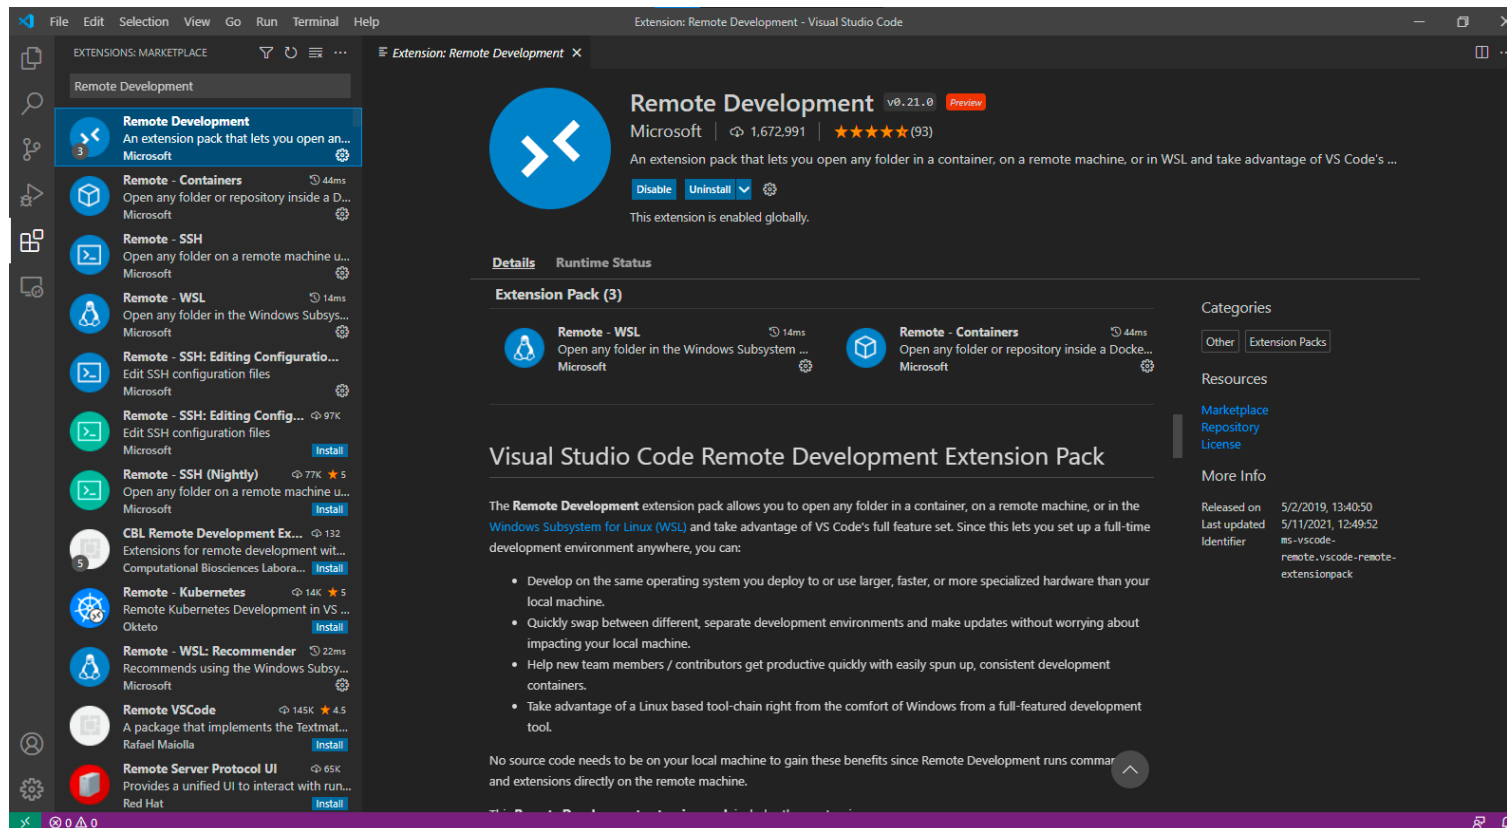 File Edit Selection View Go Run Terminal Help
Extension: Remote Development - Visual Studio Code
EXTENSIONS: MARKETPLACE
Remote Development
Remote Development
An extension pack that lets you open an...
Microsoft
3
Remote - Containers 44ms
Open any folder or repository inside a D...
Microsoft
Remote - SSH
Open any folder on a remote machine u...
Microsoft
Remote - WSL 14ms
Open any folder in the Windows Subsys...
Microsoft
Remote - SSH: Editing Configuratio...
Edit SSH configuration files
Microsoft
Remote - SSH: Editing Config... 97K
Edit SSH configuration files
Microsoft Install
Remote - SSH (Nightly) 77K ★ 5
Open any folder on a remote machine u...
Microsoft Install
CBL Remote Development Ex... 132
Extensions for remote development wit...
Computational Biosciences Labora... Install
5
Remote - Kubernetes 14K ★ 5
Remote Kubernetes Development in VS ...
Okteto Install
Remote - WSL: Recommender 22ms
Recommends using the Windows Subsy...
Microsoft
Remote VSCode 145K ★ 4.5
A package that implements the Textmat...
Rafael Maiolla Install
Remote Server Protocol UI 65K
Provides a unified UI to interact with run...
Red Hat Install
Extension: Remote Development
Remote Development v0.21.0 Preview
Microsoft 1,672,991 (93)
An extension pack that lets you open any folder in a container, on a remote machine, or in WSL and take advantage of VS Code's ...
Disable Uninstall
This extension is enabled globally.
Details Runtime Status
Extension Pack (3)
Remote - WSL 14ms
Open any folder in the Windows Subsystem ...
Microsoft
Remote - Containers 44ms
Open any folder or repository inside a Docke...
Microsoft
Visual Studio Code Remote Development Extension Pack
The Remote Development extension pack allows you to open any folder in a container, on a remote machine, or in the
Windows Subsystem for Linux (WSL) and take advantage of VS Code's full feature set. Since this lets you set up a full-time
development environment anywhere, you can:
• Develop on the same operating system you deploy to or use larger, faster, or more specialized hardware than your
local machine.
• Quickly swap between different, separate development environments and make updates without worrying about
impacting your local machine.
• Help new team members / contributors get productive quickly with easily spun up, consistent development
containers.
• Take advantage of a Linux based tool-chain right from the comfort of Windows from a full-featured development
tool.
No source code needs to be on your local machine to gain these benefits since Remote Development runs comma
and extensions directly on the remote machine.
Categories
Other Extension Packs
Resources
Marketplace
Repository
License
More Info
Released on 5/2/2019, 13:40:50
Last updated 5/11/2021, 12:49:52
Identifier ms-vscode-
remote.vscode-remote-
extensionpack
0 0